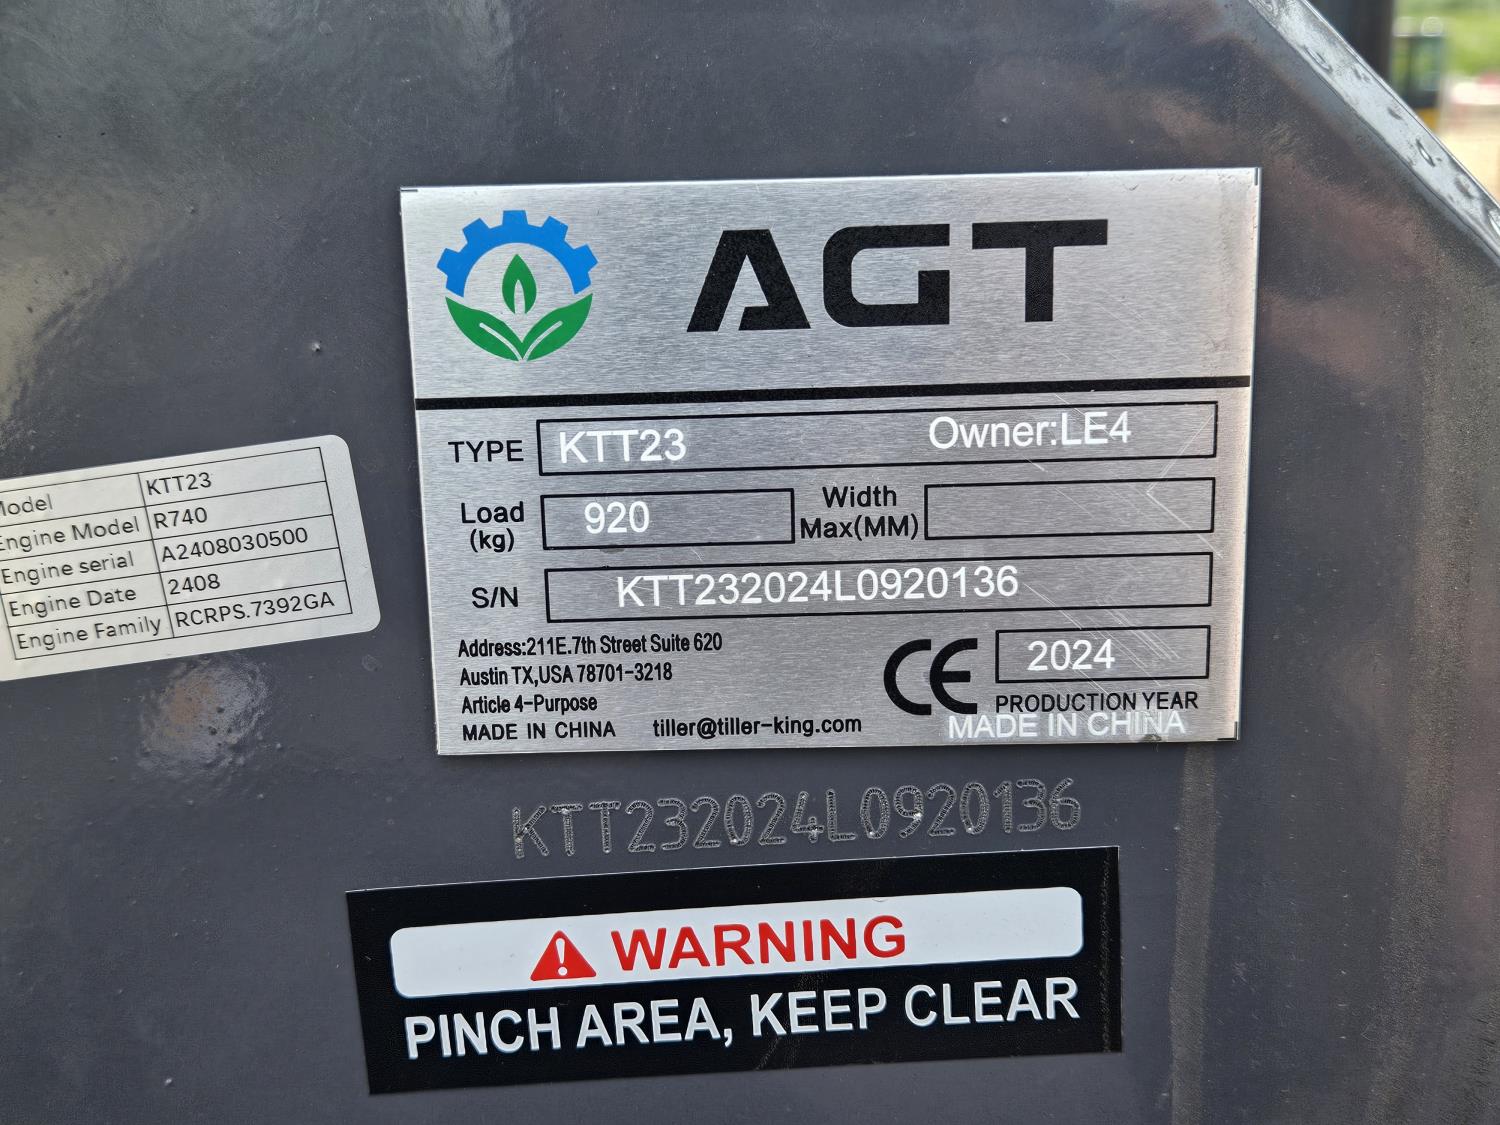 AGT
TYPE KTT23 Owner:LE4
Load (kg) 920 Width Max(MM)
S/N KTT232024L0920136
Address:211E.7th Street Suite 620
Austin TX,USA 78701-3218
Article 4-Purpose
MADE IN CHINA tiller@tiller-king.com
CE 2024
PRODUCTION YEAR
MADE IN CHINA
Model KTT23
Engine Model R740
Engine serial A2408030500
Engine Date 2408
Engine Family RCRPS.7392GA
KTT232024L0920136
WARNING
PINCH AREA, KEEP CLEAR